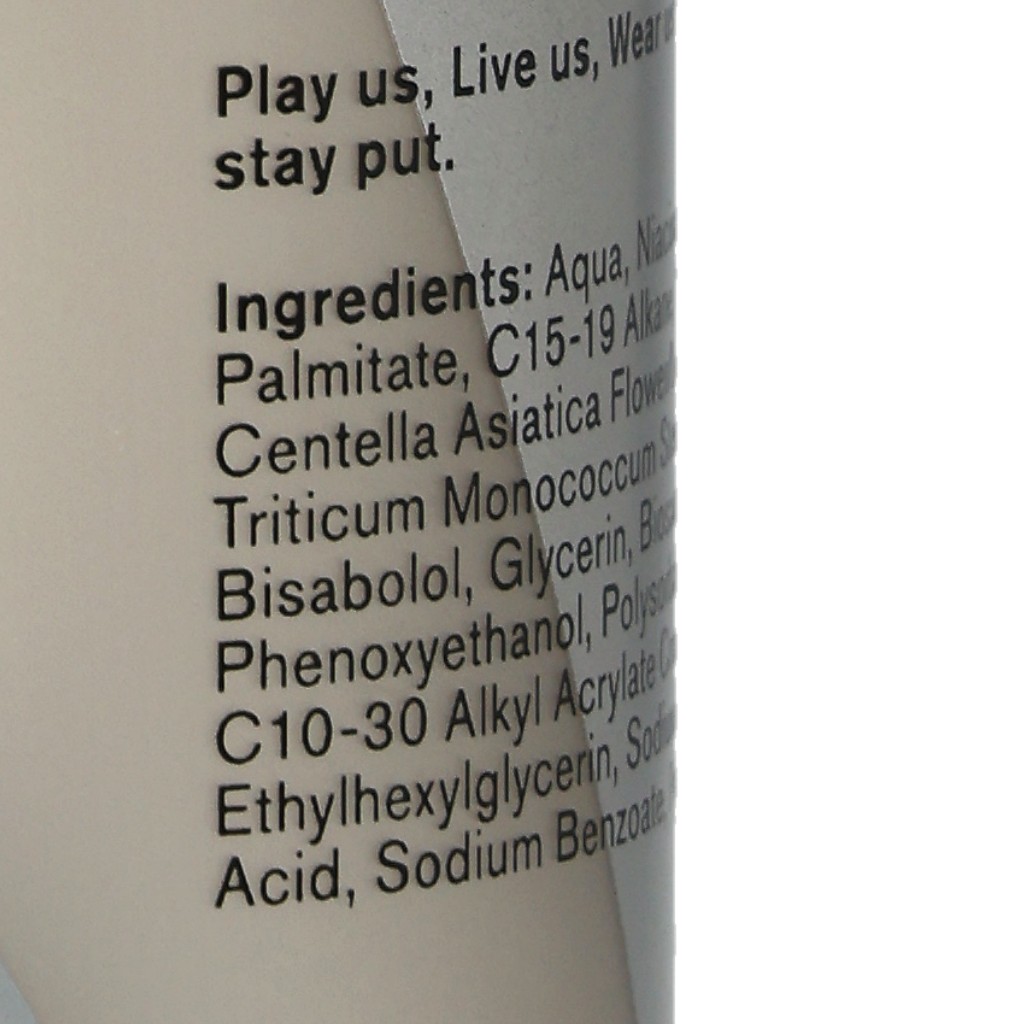 Play us, Live us, Wear
stay put.
Ingredients: Aqua,
Palmitate, C15-19
Centella Asiatica
Triticum Monococcum
Bisabolol, Glycerin,
Phenoxyethanol,
C10-30 Alkyl Acrylate
Ethylhexylglycerin,
Acid, Sodium Benzoate,